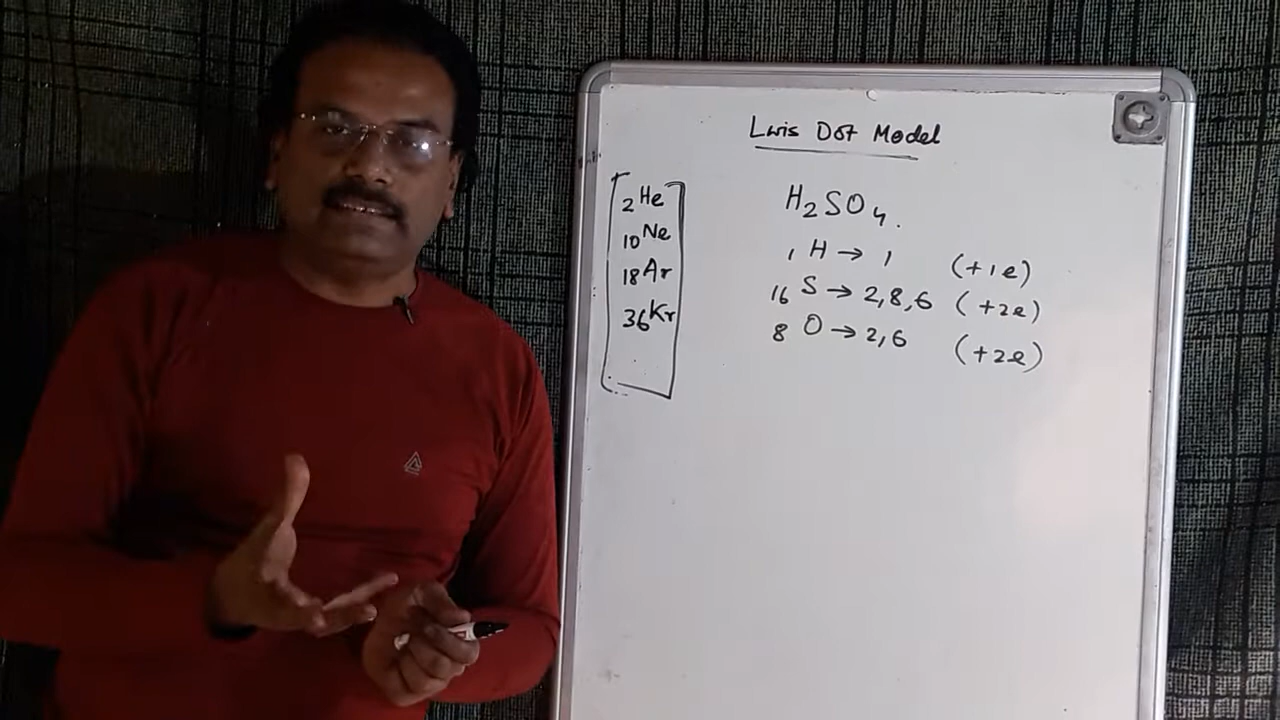 Lwis Dot Model
2He
10Ne
18Ar
36Kr
H2SO4.
1 H → 1 (+1e)
16 S → 2,8,6 (+2e)
8 O → 2,6 (+2e)